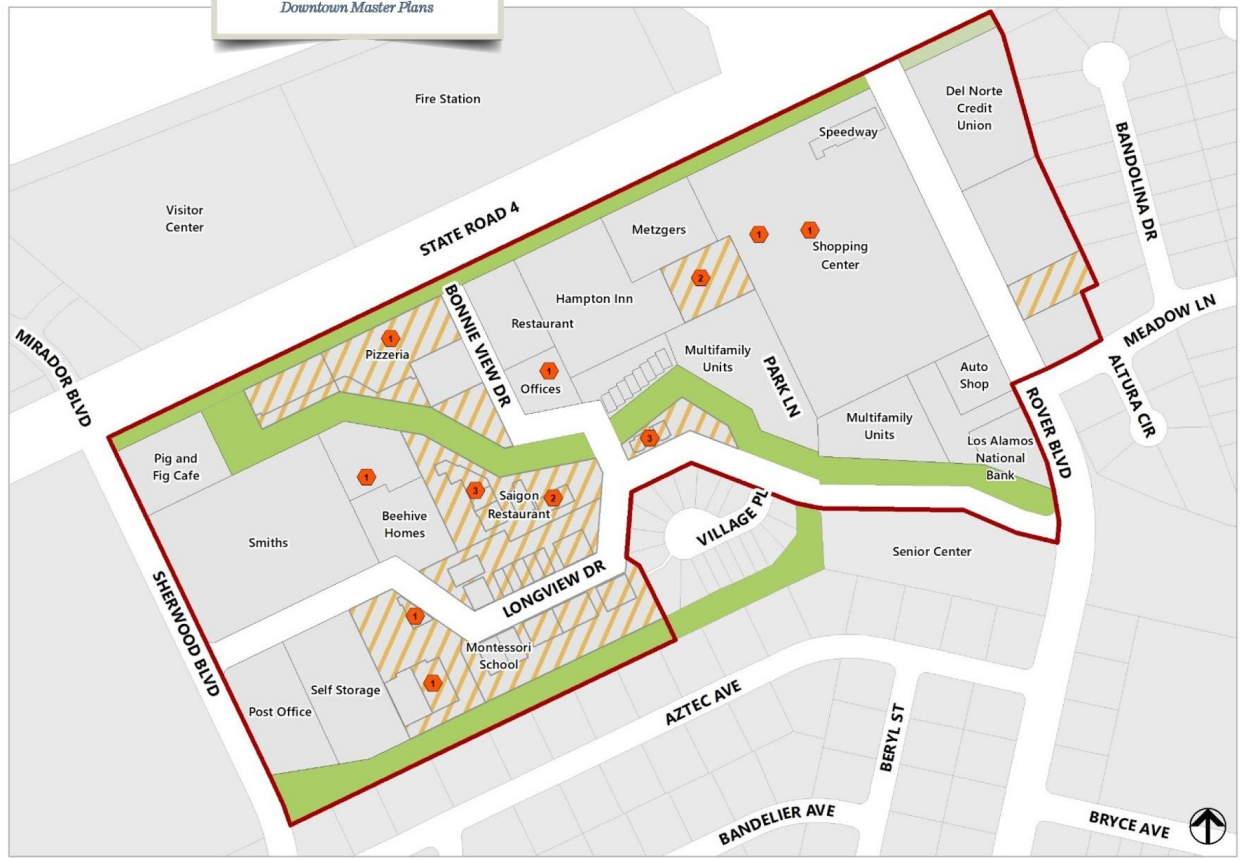 Downtown Master Plans
Fire Station
Del Norte
Credit
Union
Speedway
BANDOLINA DR
Visitor
Center
STATE ROAD 4
Metzgers
1
1
Shopping
Center
2
Hampton Inn
BONNIE VIEW DR
Restaurant
1
Pizzeria
MEADOW LN
MIRADOR BLVD
Multifamily
Units
PARK LN
1
Offices
Auto
Shop
ALTURA CIR
ROVER BLVD
Multifamily
Units
3
Los Alamos
National
Bank
Pig and
Fig Cafe
1
3
Saigon
Restaurant
2
VILLAGE PL
Beehive
Homes
Smiths
Senior Center
LONGVIEW DR
SHERWOOD BLVD
1
Montessori
School
1
Self Storage
Post Office
AZTEC AVE
BERYL ST
BANDELIER AVE
BRYCE AVE